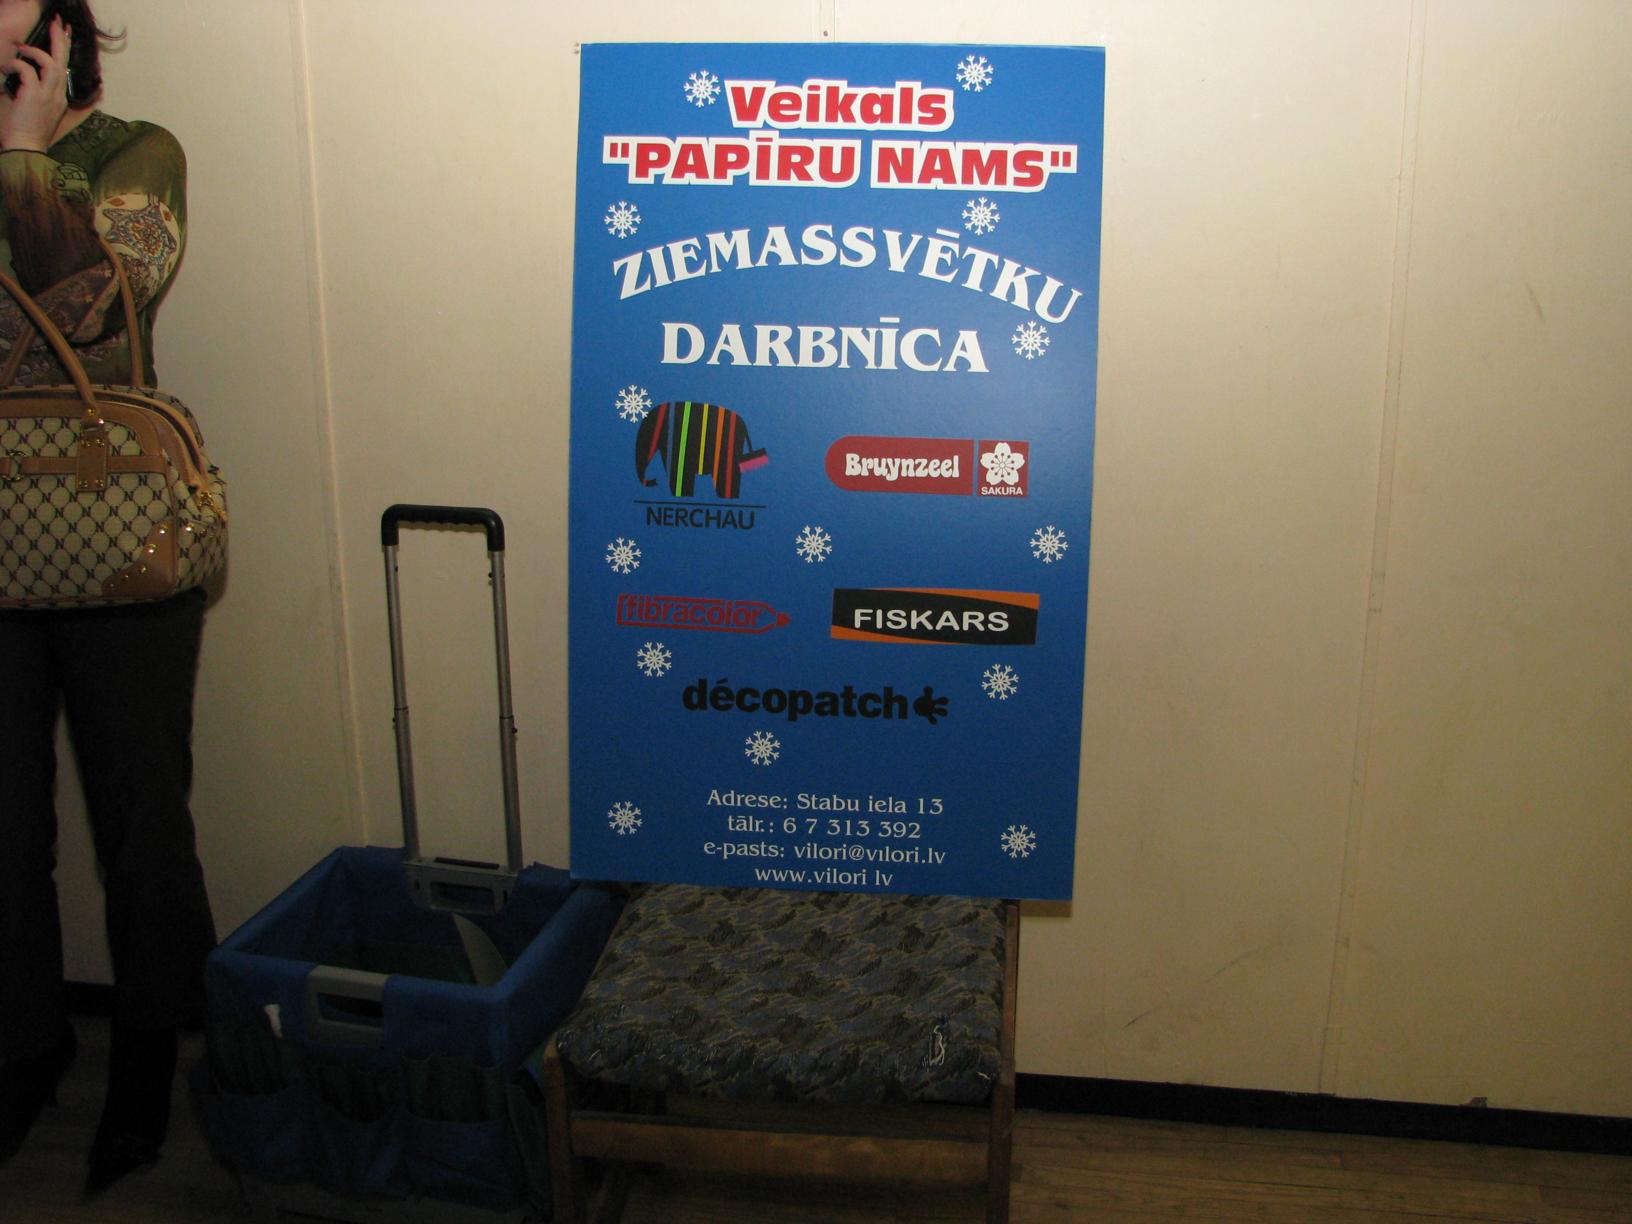 Veikals
"PAPĪRU NAMS"
ZIEMASSVĒTKU
DARBNĪCA
NERCHAU
Bruynzeel
SAKURA
fibracolor
FISKARS
décopatch
Adrese: Stabu iela 13
tālr.: 6 7 313 392
e-pasts: vilori@vilori.lv
www.vilori lv